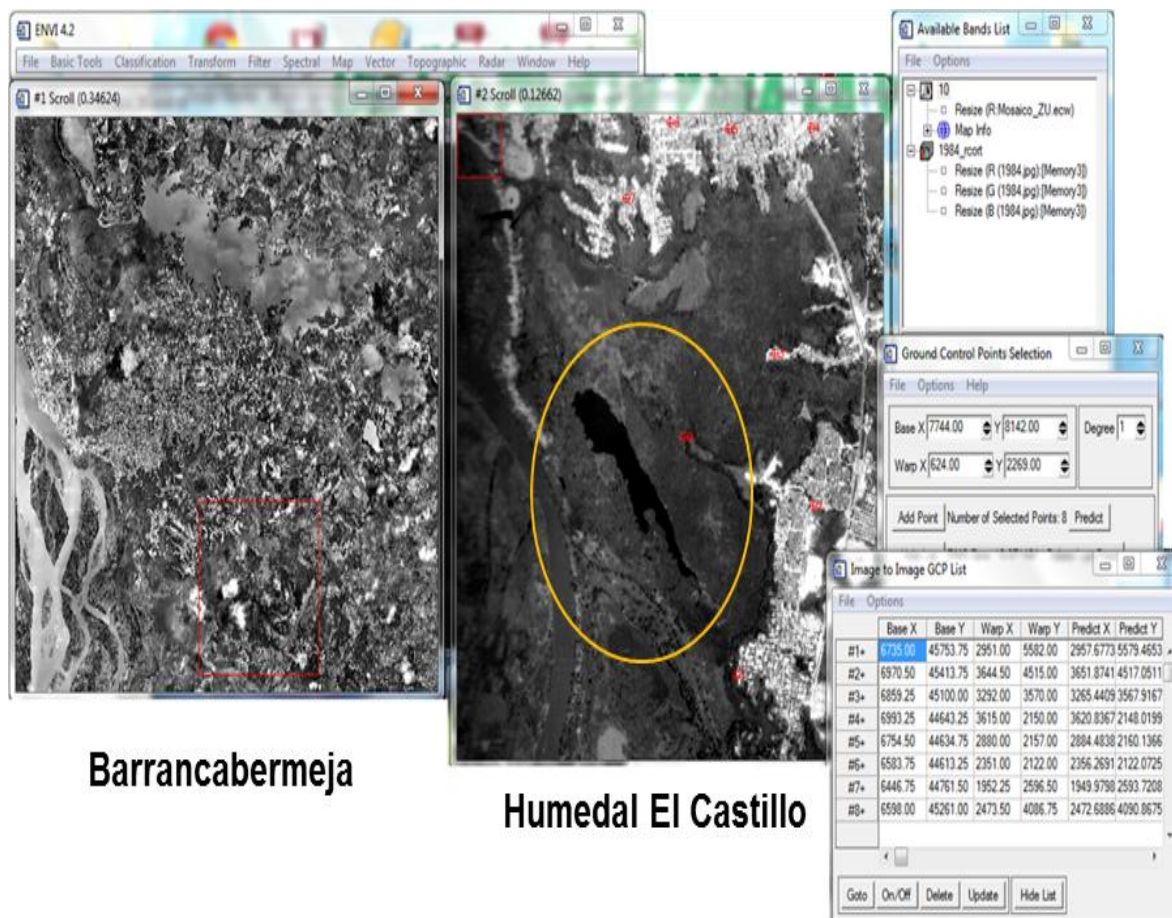 ENVI 4.2
File Basic Tools Classification Transform Filter Spectral Map Vector Topographic Radar Window Help
#1 Scroll (0.34624)
#2 Scroll (0.12662)
Available Bands List
File Options
10
Resize (R:Mosaico_ZU.ecw)
Map Info
1984_rcort
Resize (R (1984.jpg):[Memory3])
Resize (G (1984.jpg):[Memory3])
Resize (B (1984.jpg):[Memory3])
Ground Control Points Selection
File Options Help
Base X 7744.00 Y 8142.00 Degree 1
Warp X 624.00 Y 2269.00
Add Point Number of Selected Points: 8 Predict
Image to Image GCP List
File Options
Base X Base Y Warp X Warp Y Predict X Predict Y
#1+ 6735.00 45753.75 2951.00 5582.00 2957.6773 5579.4653
#2+ 6970.50 45413.75 3644.50 4515.00 3651.8741 4517.0511
#3+ 6859.25 45100.00 3292.00 3570.00 3265.4409 3567.9167
#4+ 6993.25 44643.25 3615.00 2150.00 3620.8367 2148.0199
#5+ 6754.50 44634.75 2880.00 2157.00 2884.4838 2160.1366
#6+ 6583.75 44613.25 2351.00 2122.00 2356.2691 2122.0725
#7+ 6446.75 44761.50 1952.25 2596.50 1949.9798 2593.7208
#8+ 6598.00 45261.00 2473.50 4086.75 2472.6886 4090.8675
Goto On/Off Delete Update Hide List
Barrancabermeja
Humedal El Castillo